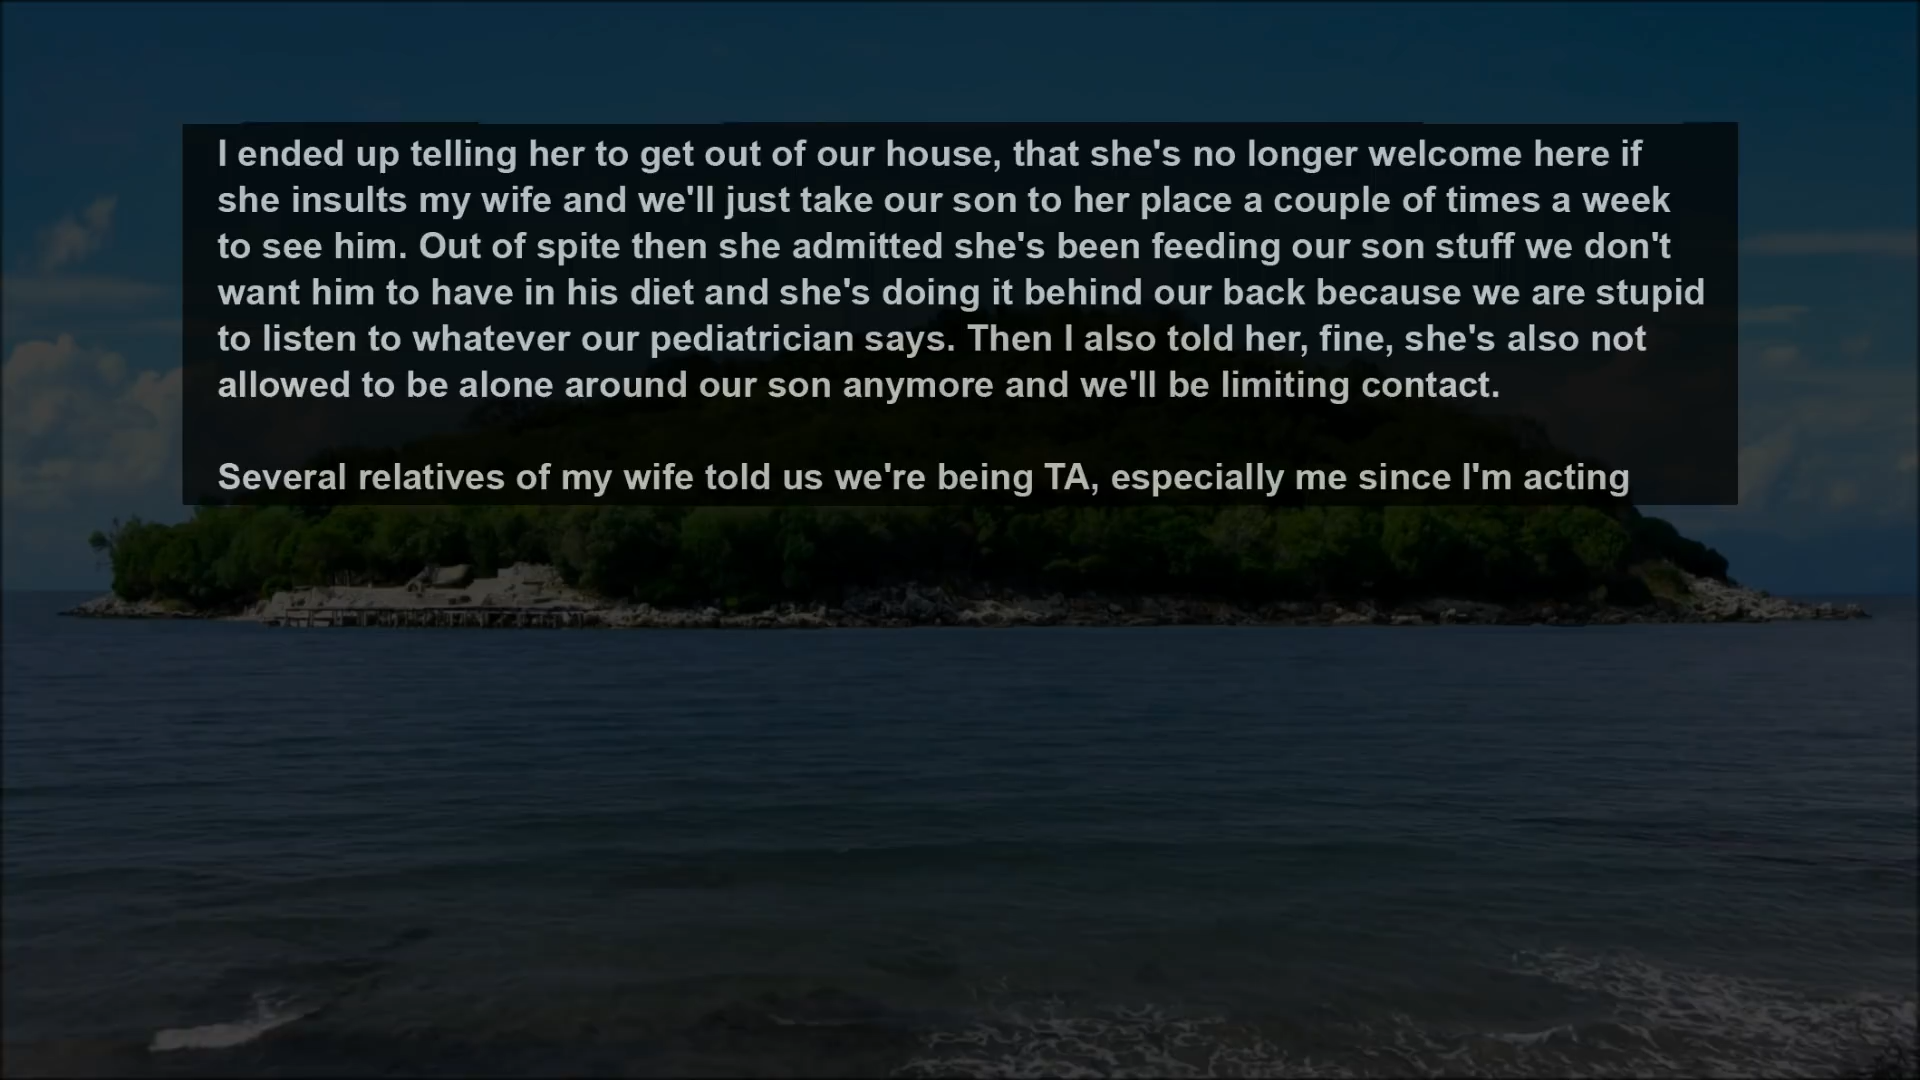 I ended up telling her to get out of our house, that she's no longer welcome here if
she insults my wife and we'll just take our son to her place a couple of times a week
to see him. Out of spite then she admitted she's been feeding our son stuff we don't
want him to have in his diet and she's doing it behind our back because we are stupid
to listen to whatever our pediatrician says. Then I also told her, fine, she's also not
allowed to be alone around our son anymore and we'll be limiting contact.
Several relatives of my wife told us we're being TA, especially me since I'm acting